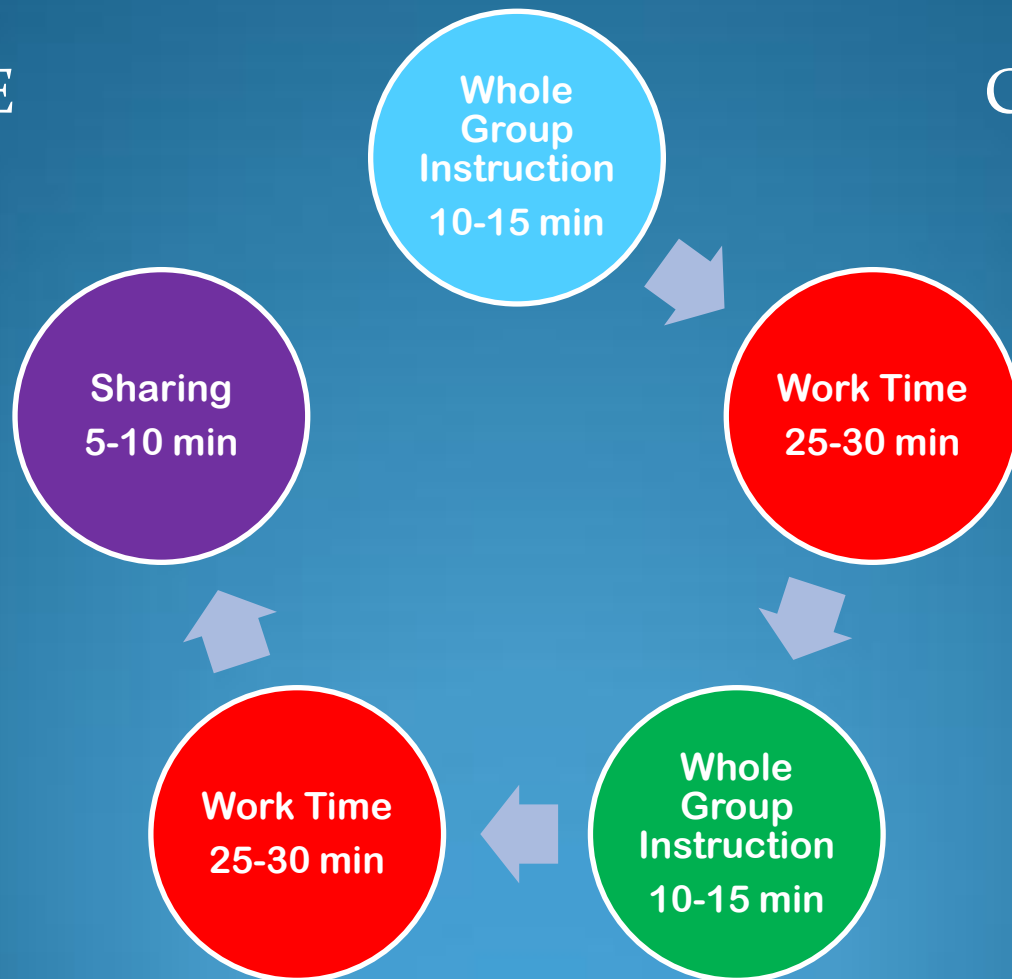 E
C
Whole
Group
Instruction
10-15 min
Work Time
25-30 min
Whole
Group
Instruction
10-15 min
Work Time
25-30 min
Sharing
5-10 min